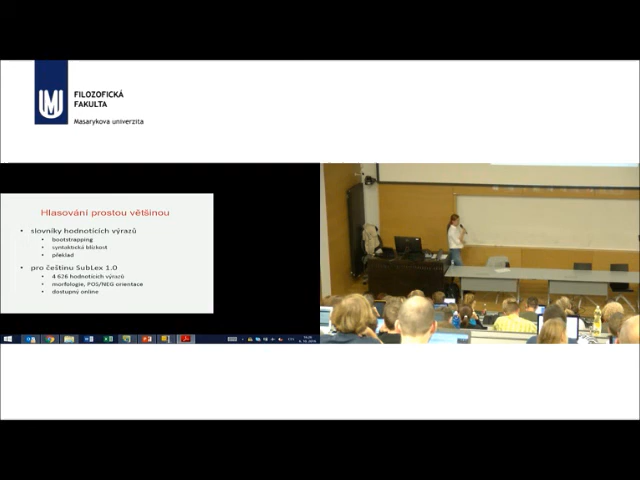 FILOZOFICKÁ
FAKULTA
Masarykova univerzita
Hlasování prostou většinou
• slovníky hodnotících výrazů
• bootstrapping
• syntaktická blízkost
• překlad
• pro češtinu SubLex 1.0
• 4 626 hodnotících výrazů
• morfologie, POS/NEG orientace
• dostupný online